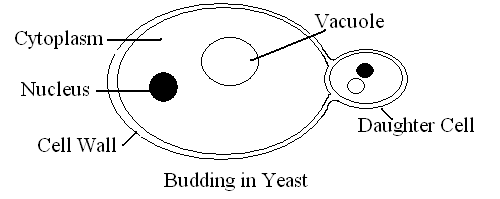 Vacuole
Cytoplasm
Nucleus
Cell Wall
Daughter Cell
Budding in Yeast